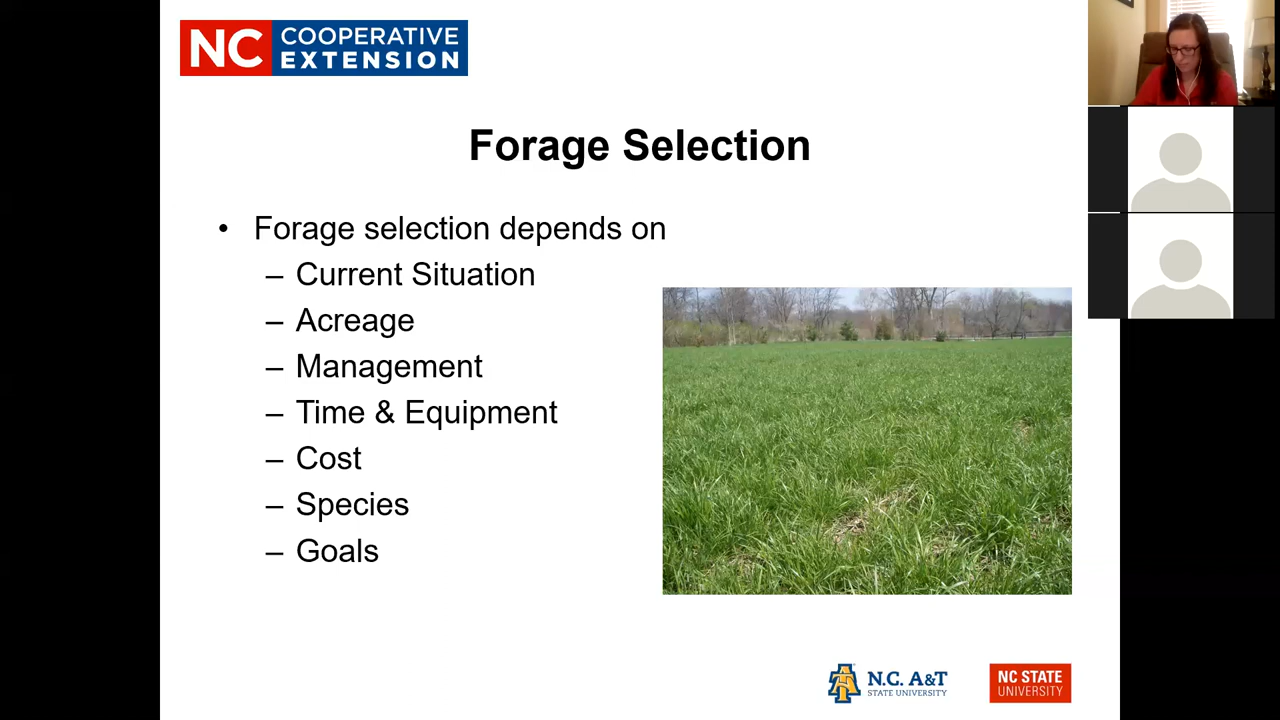 NC COOPERATIVE
EXTENSION
Forage Selection
• Forage selection depends on
– Current Situation
– Acreage
– Management
– Time & Equipment
– Cost
– Species
– Goals
N.C. A&T
STATE UNIVERSITY
NC STATE
UNIVERSITY